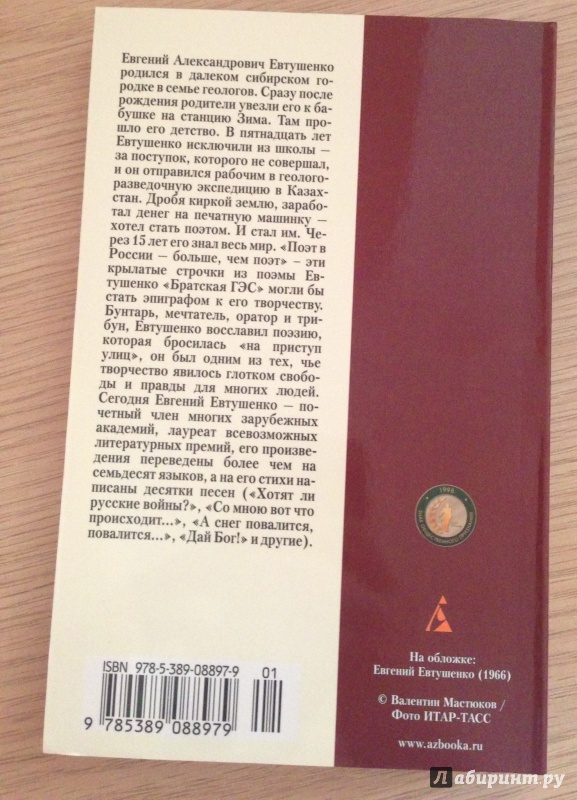 Евгений Александрович Евтушенко
родился в далеком сибирском го-
родке в семье геологов. Сразу после
рождения родители увезли его к ба-
бушке на станцию Зима. Там про-
шло его детство. В пятнадцать лет
Евтушенко исключили из школы –
за поступок, которого не совершал,
и он отправился рабочим в геолого-
разведочную экспедицию в Казах-
стан. Дробя киркой землю, зарабо-
тал денег на печатную машинку –
хотел стать поэтом. И стал им. Че-
рез 15 лет его знал весь мир. «Поэт в
России – больше, чем поэт» – эти
крылатые строчки из поэмы Ев-
тушенко «Братская ГЭС» могли бы
стать эпиграфом к его творчеству.
Бунтарь, мечтатель, оратор и три-
бун, Евтушенко восславил поэзию,
которая бросилась «на приступ
улиц», он был одним из тех, чье
творчество явилось глотком свобо-
ды и правды для многих людей.
Сегодня Евгений Евтушенко – по-
четный член многих зарубежных
академий, лауреат всевозможных
литературных премий, его произве-
дения переведены более чем на
семьдесят языков, а на его стихи на-
писаны десятки песен («Хотят ли
русские войны?», «Со мною вот что
происходит...», «А снег повалится,
повалится...», «Дай Бог!» и другие).
1995
ISBN 978-5-389-08897-9
01
9 785389 088979
На обложке:
Евгений Евтушенко (1966)
© Валентин Мастюков /
Фото ИТАР-ТАСС
www.azbooka.ru
Лабиринт.ру